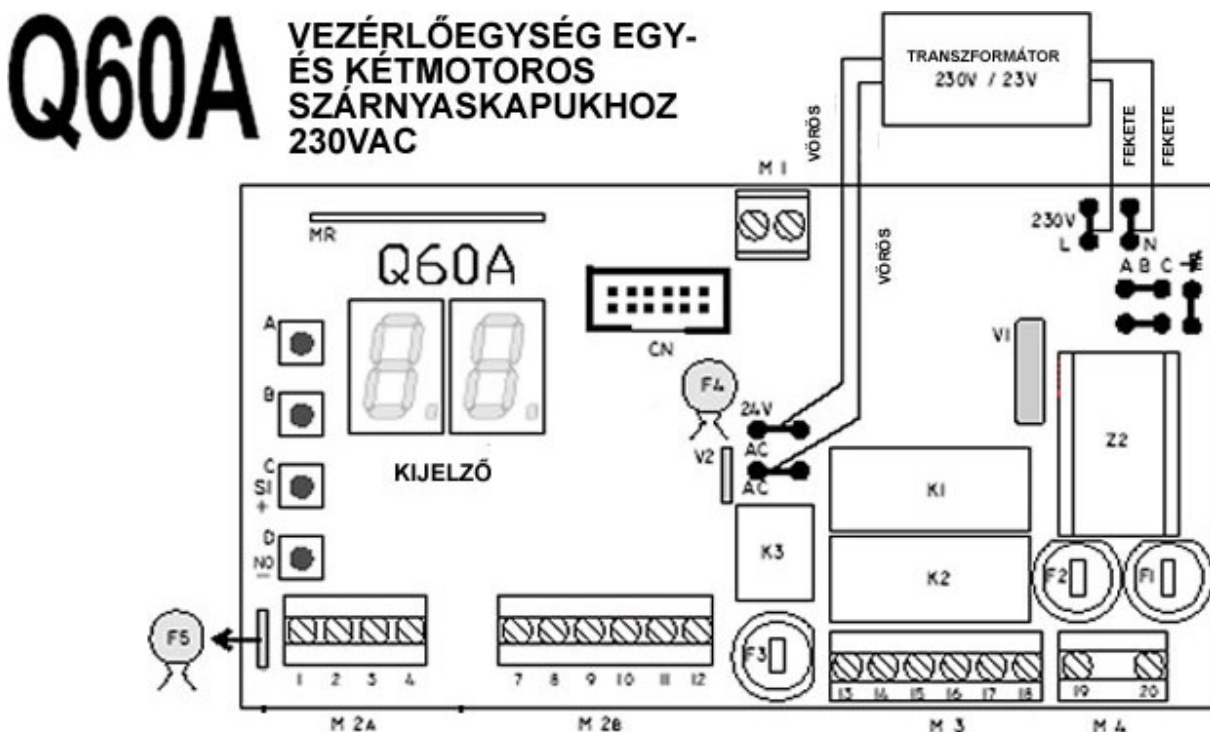 Q60A
VEZÉRLŐEGYSÉG EGY-
ÉS KÉTMOTOROS
SZÁRNYASKAPUKHOZ
230VAC
TRANSZFORMÁTOR
230V / 23V
VÖRÖS
VÖRÖS
FEKETE
FEKETE
M 1
MR
Q60A
230V
L
N
A B C
CN
V1
A
B
C
SI
+
D
NO
-
KIJELZŐ
F4
24V
AC
V2
AC
Z2
K1
K3
K2
F2
F1
F5
F3
1 2 3 4
7 8 9 10 11 12
13 14 15 16 17 18
19 20
M 2A
M 2B
M 3
M 4